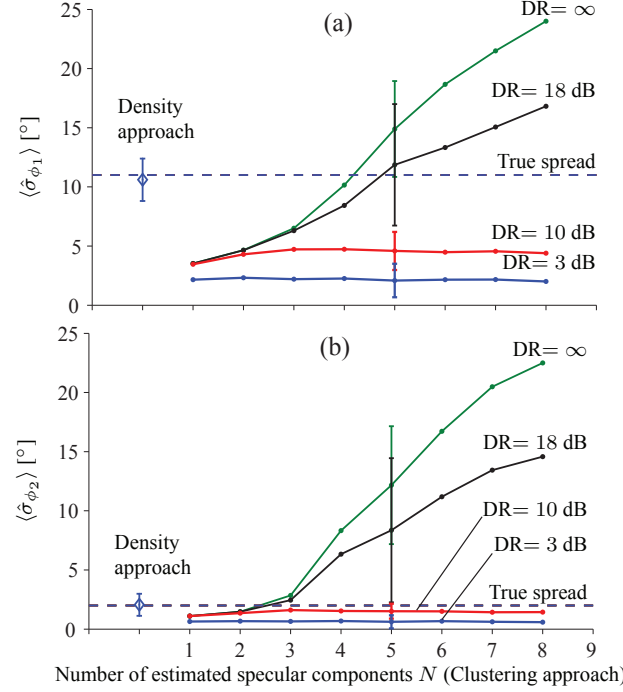 (a)
DR= ∞
DR= 18 dB
Density
approach
True spread
DR= 10 dB
DR= 3 dB
⟨σ̂ϕ1⟩ [°]
25
20
15
10
5
0
(b)
DR= ∞
DR= 18 dB
DR= 10 dB
DR= 3 dB
Density
approach
True spread
⟨σ̂ϕ2⟩ [°]
25
20
15
10
5
0
1 2 3 4 5 6 7 8 9
Number of estimated specular components N (Clustering approach)